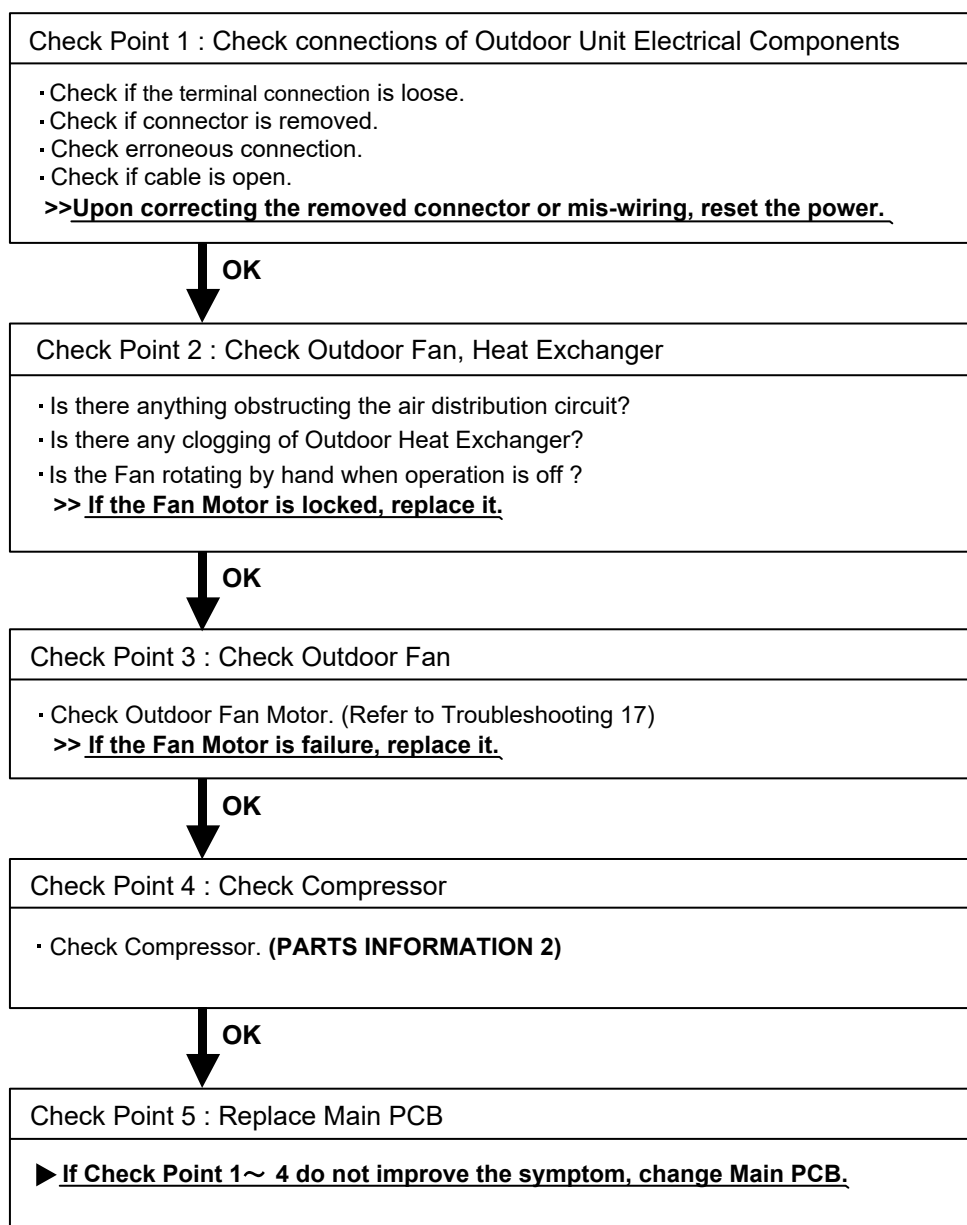 Check Point 1 : Check connections of Outdoor Unit Electrical Components
・Check if the terminal connection is loose.
・Check if connector is removed.
・Check erroneous connection.
・Check if cable is open.
>>Upon correcting the removed connector or mis-wiring, reset the power.
OK
Check Point 2 : Check Outdoor Fan, Heat Exchanger
・Is there anything obstructing the air distribution circuit?
・Is there any clogging of Outdoor Heat Exchanger?
・Is the Fan rotating by hand when operation is off ?
>> If the Fan Motor is locked, replace it.
OK
Check Point 3 : Check Outdoor Fan
・Check Outdoor Fan Motor. (Refer to Troubleshooting 17)
>> If the Fan Motor is failure, replace it.
OK
Check Point 4 : Check Compressor
・Check Compressor. (PARTS INFORMATION 2)
OK
Check Point 5 : Replace Main PCB
▶If Check Point 1～ 4 do not improve the symptom, change Main PCB.